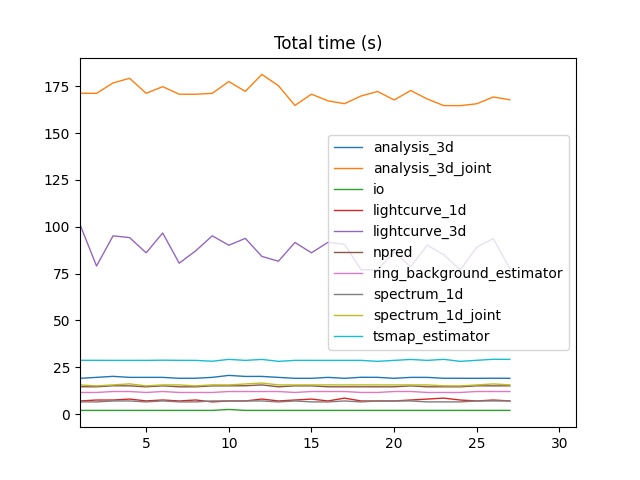 Total time (s)
175
150
125
100
75
50
25
0
analysis_3d
analysis_3d_joint
io
lightcurve_1d
lightcurve_3d
npred
ring_background_estimator
spectrum_1d
spectrum_1d_joint
tsmap_estimator
5 10 15 20 25 30